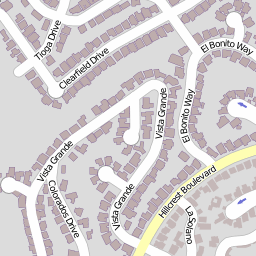 El Bonito Way
Tioga Drive
Clearfield Drive
El Bonito Way
Vista Grande
Vista Grande
Vista Grande
Colorados Drive
Hillcrest Boulevard
La Solano